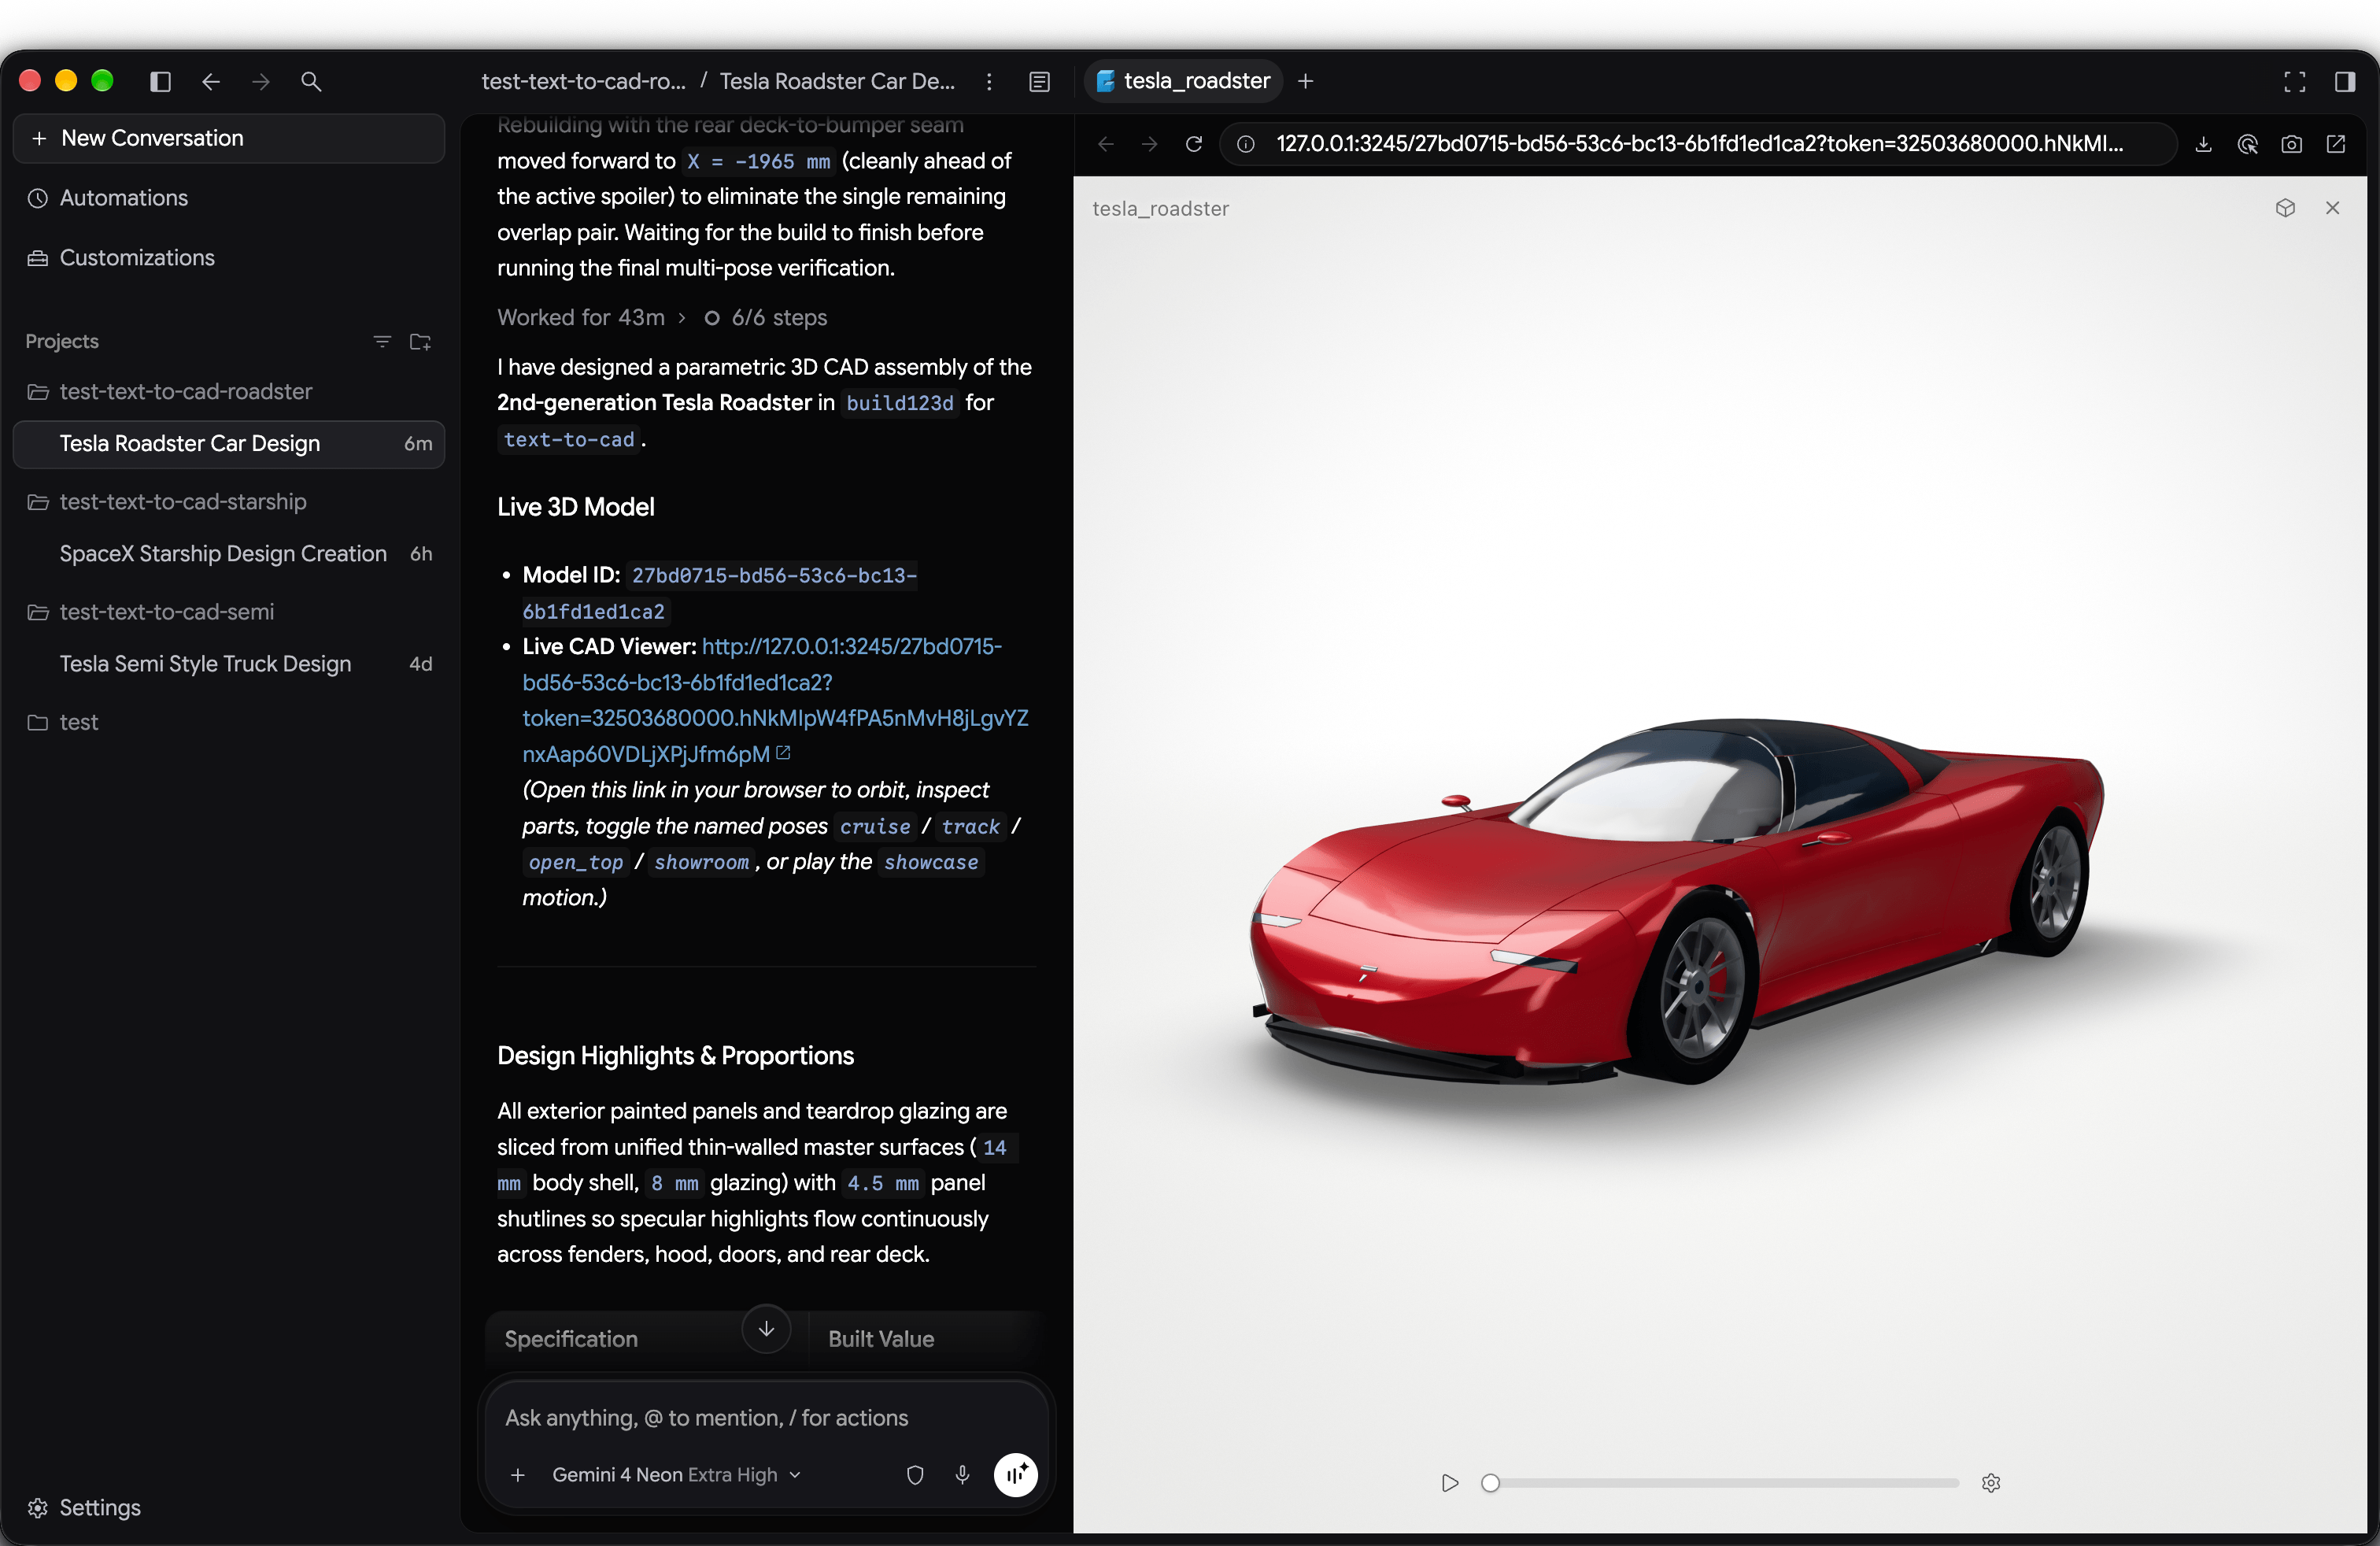 test-text-to-cad-ro... / Tesla Roadster Car De...
tesla_roadster
New Conversation
Automations
Customizations
Projects
test-text-to-cad-roadster
Tesla Roadster Car Design 6m
test-text-to-cad-starship
SpaceX Starship Design Creation 6h
test-text-to-cad-semi
Tesla Semi Style Truck Design 4d
test
Settings
Rebuilding with the rear deck-to-bumper seam
moved forward to X = -1965 mm (cleanly ahead of
the active spoiler) to eliminate the single remaining
overlap pair. Waiting for the build to finish before
running the final multi-pose verification.
Worked for 43m > 6/6 steps
I have designed a parametric 3D CAD assembly of the
2nd-generation Tesla Roadster in build123d for
text-to-cad.
Live 3D Model
• Model ID: 27bd0715-bd56-53c6-bc13-
6b1fd1ed1ca2
• Live CAD Viewer: http://127.0.0.1:3245/27bd0715-
bd56-53c6-bc13-6b1fd1ed1ca2?
token=32503680000.hNkMIpW4fPA5nMvH8jLgvYZ
nxAap60VDLjXPjJfm6pM
(Open this link in your browser to orbit, inspect
parts, toggle the named poses cruise / track /
open_top / showroom, or play the showcase
motion.)
Design Highlights & Proportions
All exterior painted panels and teardrop glazing are
sliced from unified thin-walled master surfaces ( 14
mm body shell, 8 mm glazing) with 4.5 mm panel
shutlines so specular highlights flow continuously
across fenders, hood, doors, and rear deck.
Specification Built Value
Ask anything, @ to mention, / for actions
Gemini 4 Neon Extra High
127.0.0.1:3245/27bd0715-bd56-53c6-bc13-6b1fd1ed1ca2?token=32503680000.hNkMI...
tesla_roadster